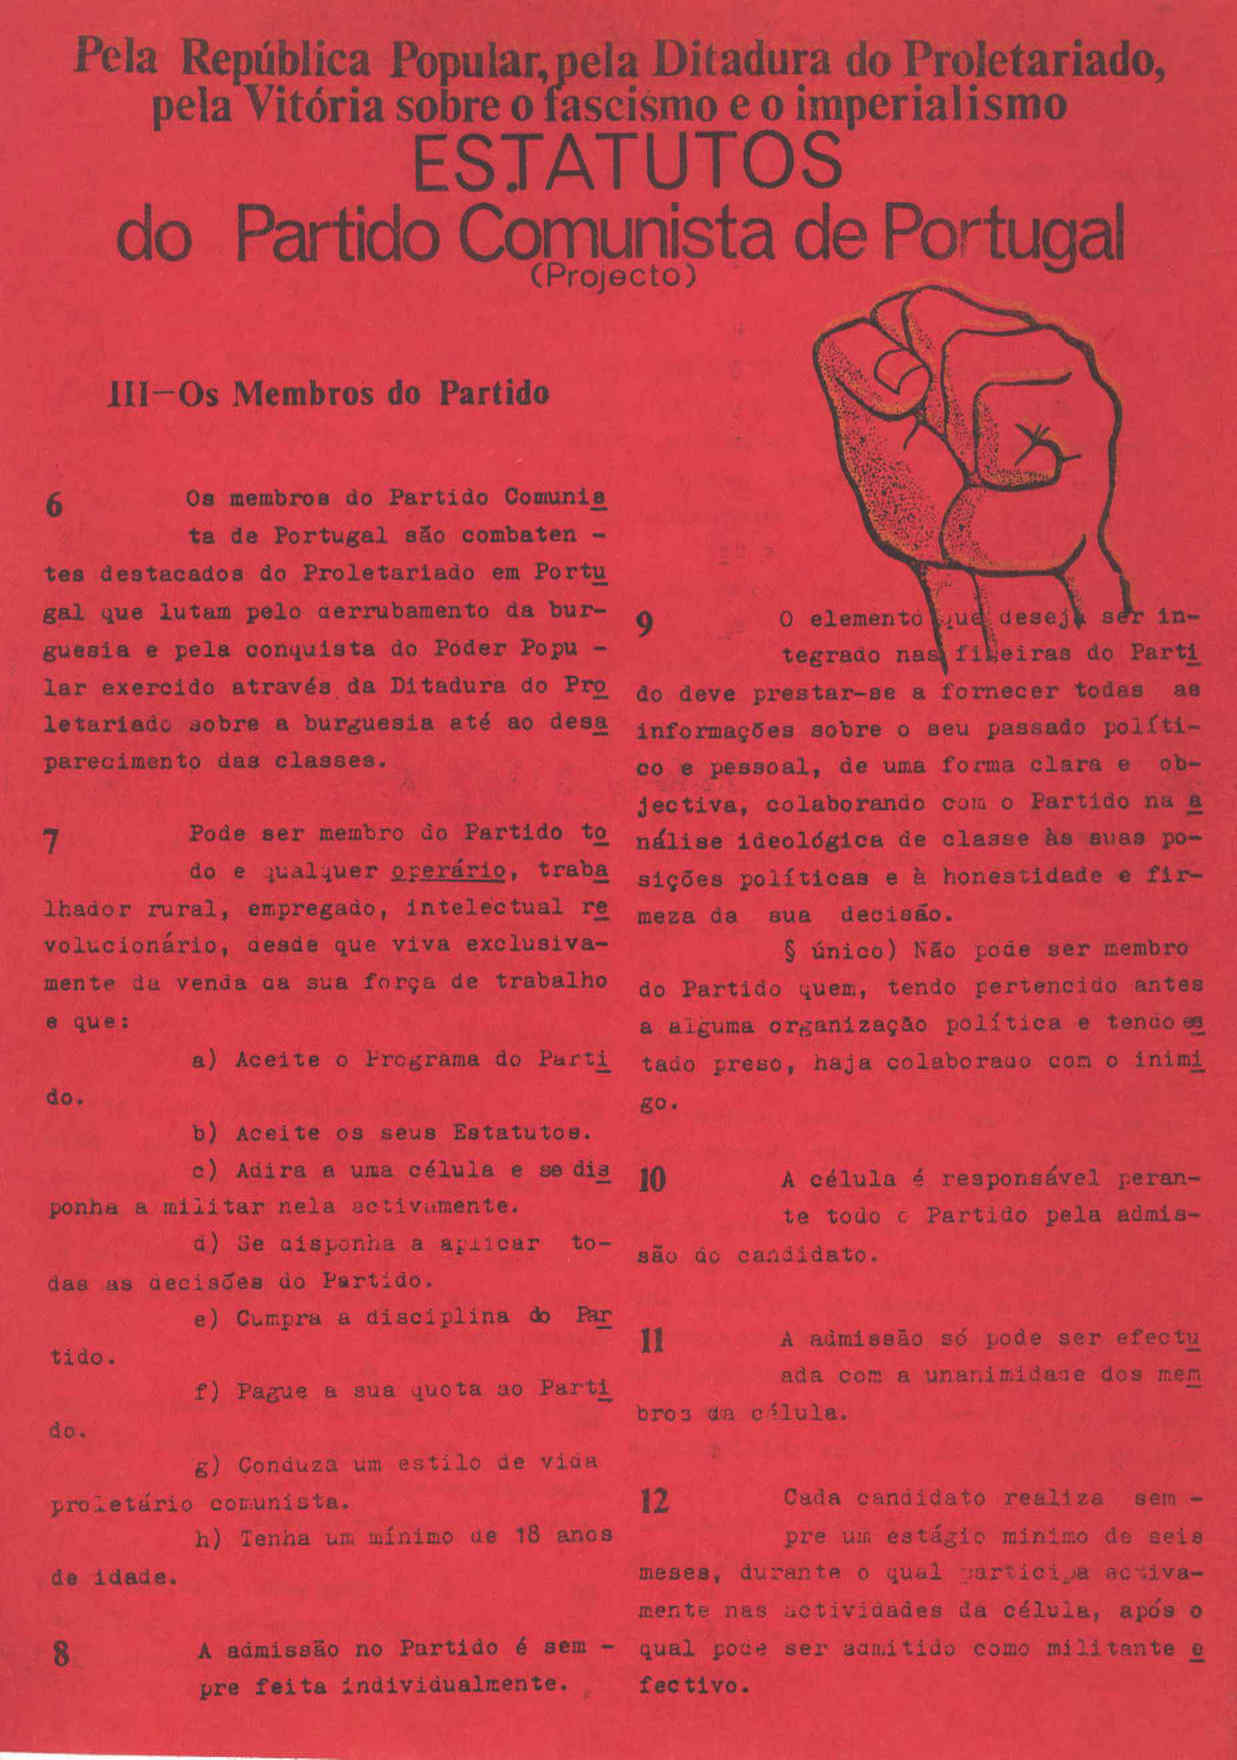 Pela República Popular, pela Ditadura do Proletariado,
pela Vitória sobre o fascismo e o imperialismo
ESTATUTOS
do Partido Comunista de Portugal
(Projecto)
III—Os Membros do Partido
6 Os membros do Partido Comunis
ta de Portugal são combaten -
tes destacados do Proletariado em Portu
gal que lutam pelo derrubamento da bur-
guesia e pela conquista do Poder Popu -
lar exercido através da Ditadura do Pro
letariado sobre a burguesia até ao desa
parecimento das classes.
7 Pode ser membro do Partido to
do e qualquer operário, traba
lhador rural, empregado, intelectual re
volucionário, desde que viva exclusiva-
mente da venda da sua força de trabalho
e que:
a) Aceite o Programa do Parti
do.
b) Aceite os seus Estatutos.
c) Adira a uma célula e se dis
ponha a militar nela activamente.
d) Se disponha a aplicar to-
das as decisões do Partido.
e) Cumpra a disciplina do Par
tido.
f) Pague a sua quota ao Parti
do.
g) Conduza um estilo de vida
proletário comunista.
h) Tenha um mínimo de 18 anos
de idade.
8 A admissão no Partido é sem -
pre feita individualmente.
9 O elemento que deseja ser in-
tegrado nas fileiras do Parti
do deve prestar-se a fornecer todas as
informações sobre o seu passado políti-
co e pessoal, de uma forma clara e ob-
jectiva, colaborando com o Partido na a
nálise ideológica de classe às suas po-
sições políticas e à honestidade e fir-
meza da sua decisão.
§ único) Não pode ser membro
do Partido quem, tendo pertencido antes
a alguma organização política e tendo es
tado preso, haja colaborado com o inimi
go.
10 A célula é responsável peran-
te todo o Partido pela admis-
são do candidato.
11 A admissão só pode ser efectu
ada com a unanimidade dos mem
bros da célula.
12 Cada candidato realiza sem -
pre um estágio minimo de seis
meses, durante o qual participa activa-
mente nas actividades da célula, após o
qual pode ser admitido como militante e
fectivo.